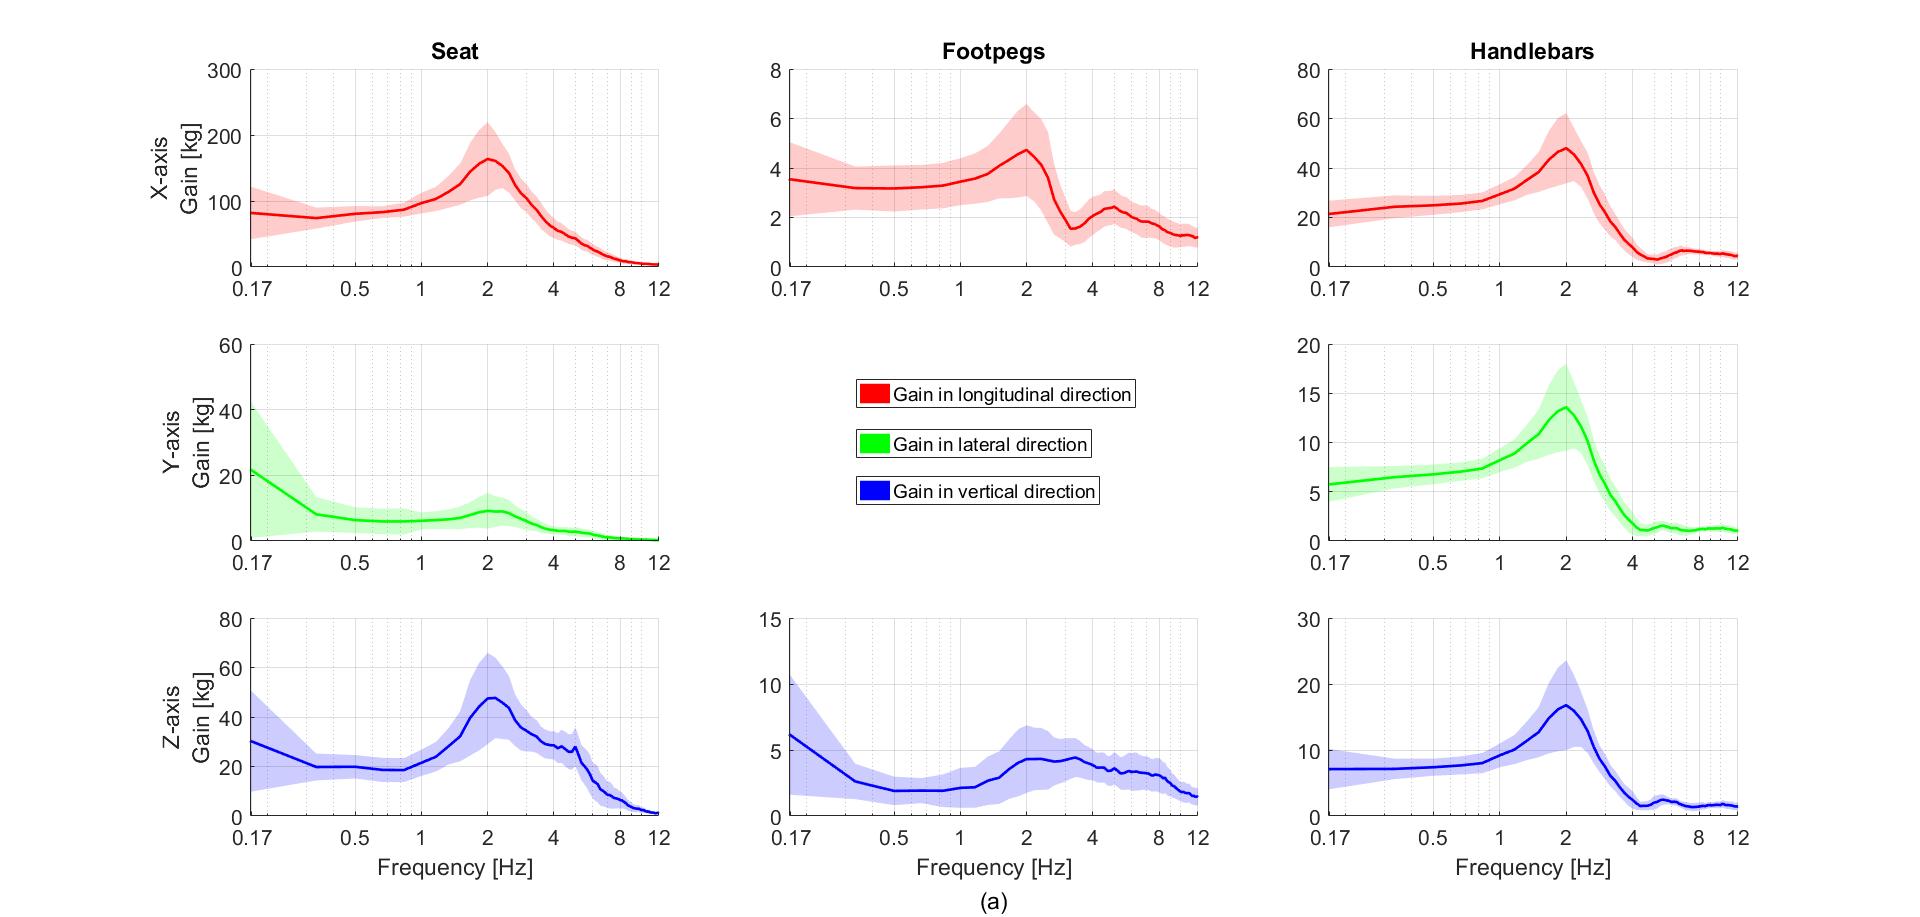 Seat
Footpegs
Handlebars
X-axis
Gain [kg]
300
200
100
0
0.17 0.5 1 2 4 8 12
8
6
4
2
0
0.17 0.5 1 2 4 8 12
80
60
40
20
0
0.17 0.5 1 2 4 8 12
Y-axis
Gain [kg]
60
40
20
0
0.17 0.5 1 2 4 8 12
Gain in longitudinal direction
Gain in lateral direction
Gain in vertical direction
20
15
10
5
0
0.17 0.5 1 2 4 8 12
Z-axis
Gain [kg]
80
60
40
20
0
0.17 0.5 1 2 4 8 12
Frequency [Hz]
15
10
5
0
0.17 0.5 1 2 4 8 12
Frequency [Hz]
30
20
10
0
0.17 0.5 1 2 4 8 12
Frequency [Hz]
(a)